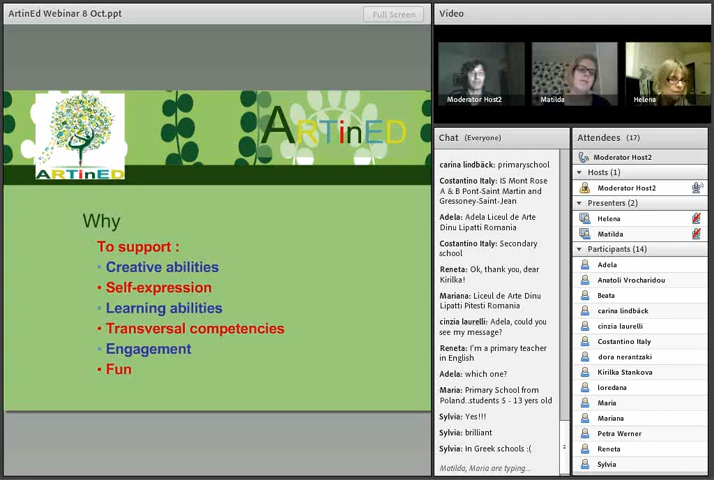 ArtinEd Webinar 8 Oct.ppt
Full Screen
ARTinED
ARTinED
Why
To support :
• Creative abilities
• Self-expression
• Learning abilities
• Transversal competencies
• Engagement
• Fun
Video
Moderator Host2
Matilda
Helena
Chat (Everyone)
carina lindbäck: primaryschool
Costantino Italy: IS Mont Rose
A & B Pont-Saint Martin and
Gressoney-Saint-Jean
Adela: Adela Liceul de Arte
Dinu Lipatti Romania
Costantino Italy: Secondary
school
Reneta: Ok, thank you, dear
Kirilka!
Mariana: Liceul de Arte Dinu
Lipatti Pitesti Romania
cinzia laurelli: Adela, could you
see my message?
Reneta: I'm a primary teacher
in English
Adela: which one?
Maria: Primary School from
Poland..students 5 - 13 yers old
Sylvia: Yes!!!
Sylvia: brilliant
Sylvia: In Greek schools :(
Matilda, Maria are typing...
Attendees (17)
Moderator Host2
Hosts (1)
Moderator Host2
Presenters (2)
Helena
Matilda
Participants (14)
Adela
Anatoli Vrocharidou
Beata
carina lindbäck
cinzia laurelli
Costantino Italy
dora nerantzaki
Kirilka Stankova
loredana
Maria
Mariana
Petra Werner
Reneta
Sylvia